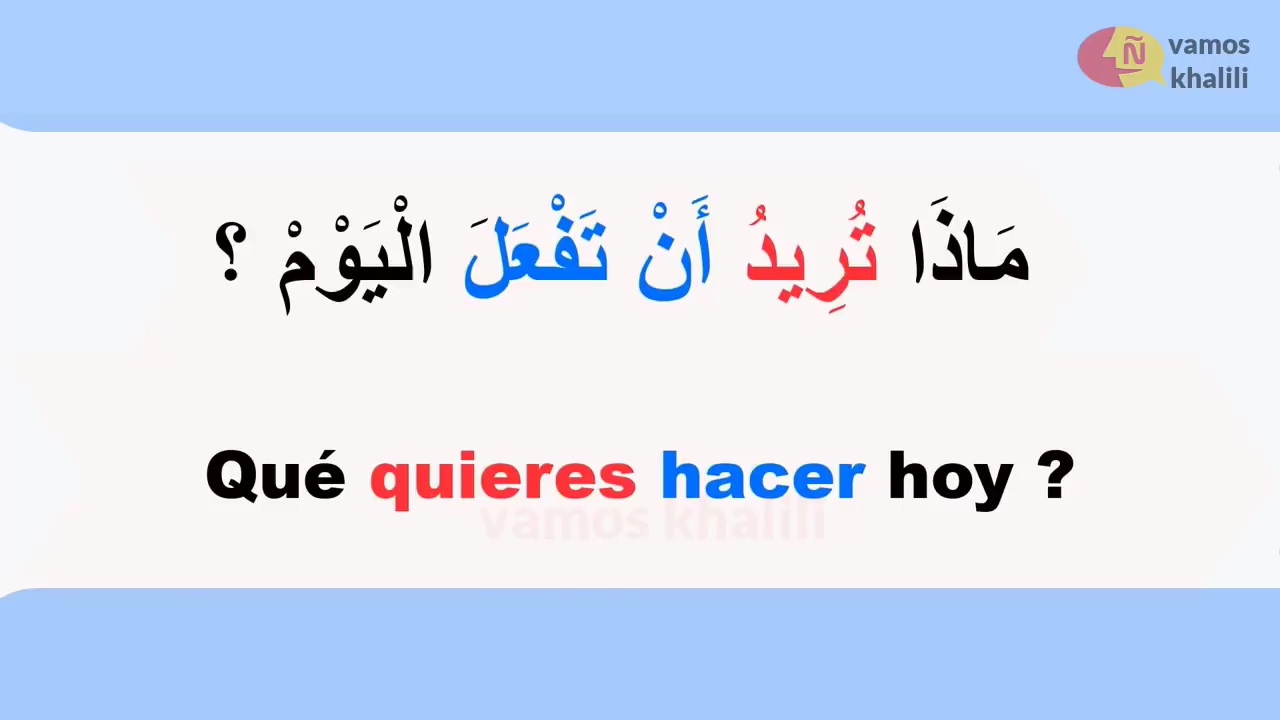 Ñ
vamos
khalili
مَاذَا تُرِيدُ أَنْ تَفْعَلَ الْيَوْمْ ؟
Qué quieres hacer hoy ?
vamos khalili